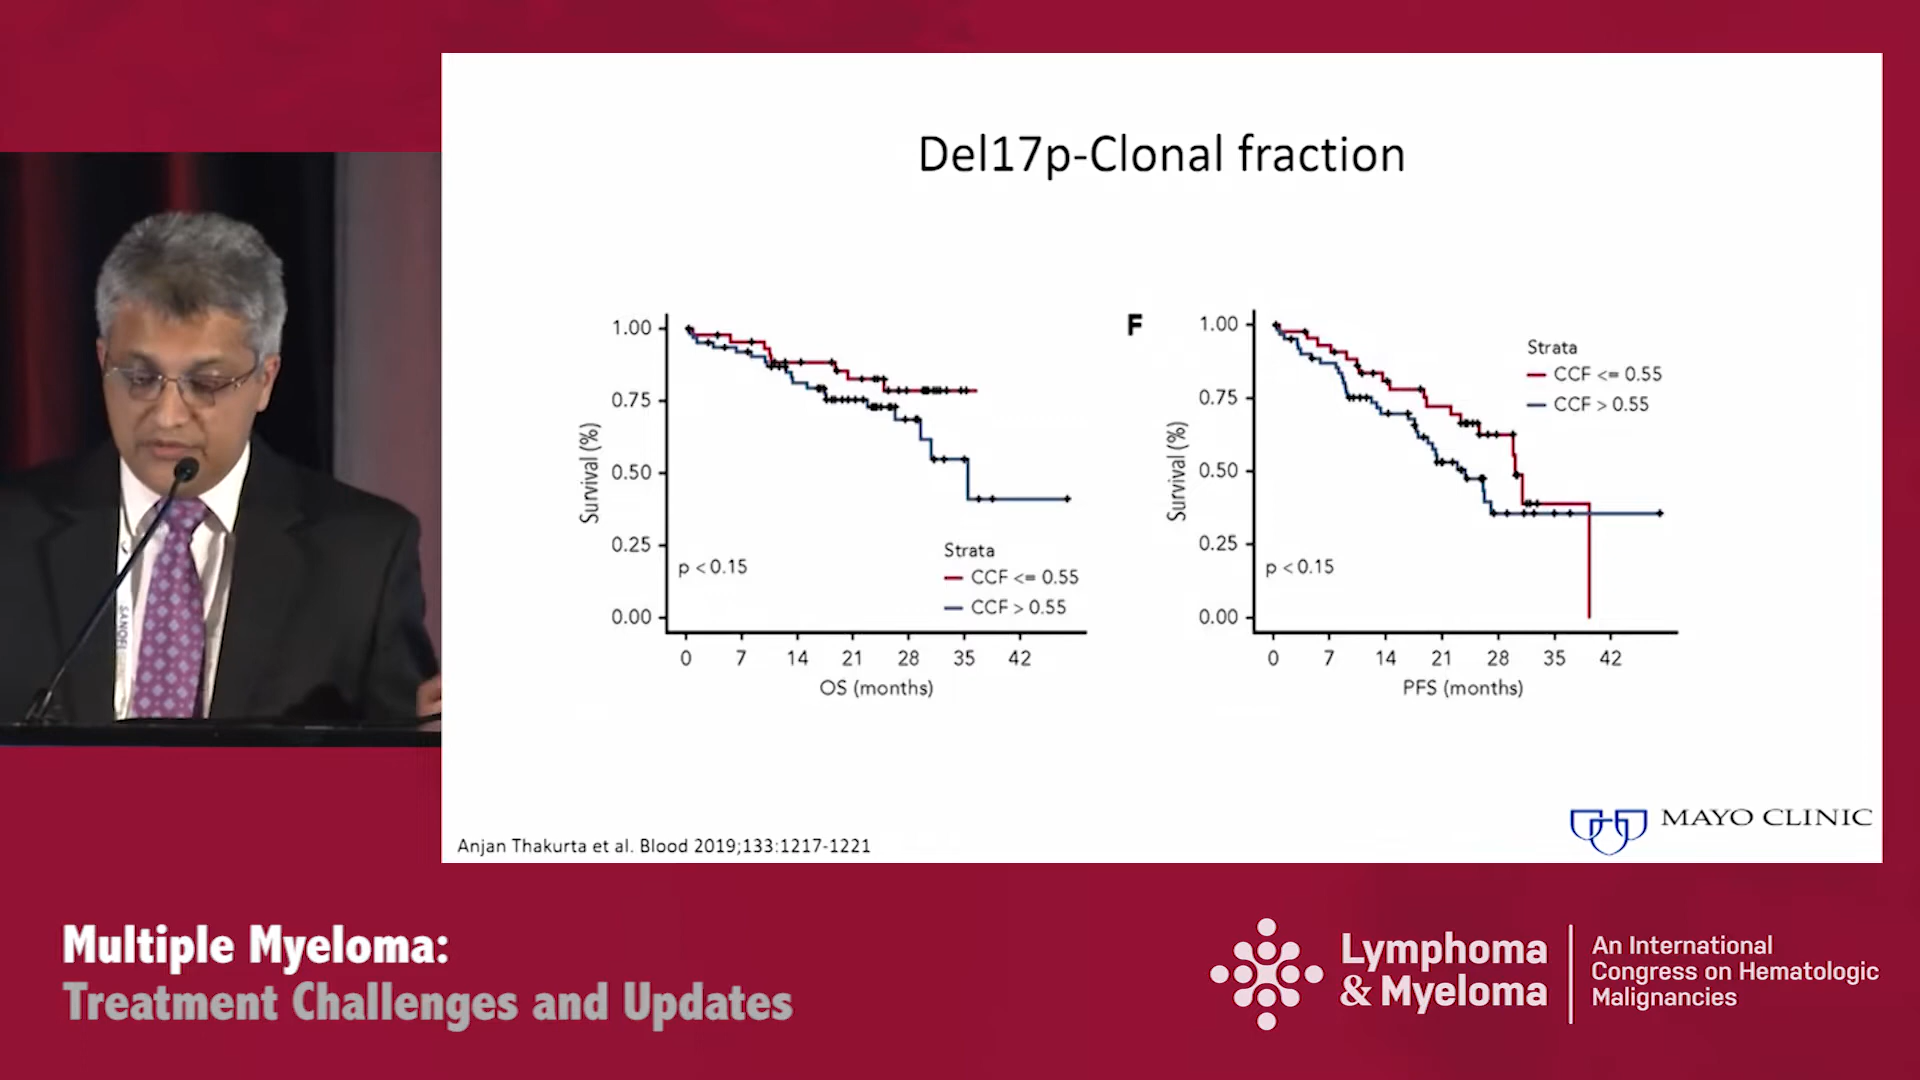 Del17p-Clonal fraction
1.00
0.75
0.50
0.25
0.00
Survival (%)
p < 0.15
Strata
CCF <= 0.55
CCF > 0.55
0 7 14 21 28 35 42
OS (months)
F
1.00
0.75
0.50
0.25
0.00
Survival (%)
p < 0.15
Strata
CCF <= 0.55
CCF > 0.55
0 7 14 21 28 35 42
PFS (months)
MAYO CLINIC
Anjan Thakurta et al. Blood 2019;133:1217-1221
SANOFI
Multiple Myeloma:
Treatment Challenges and Updates
Lymphoma
& Myeloma
An International
Congress on Hematologic
Malignancies